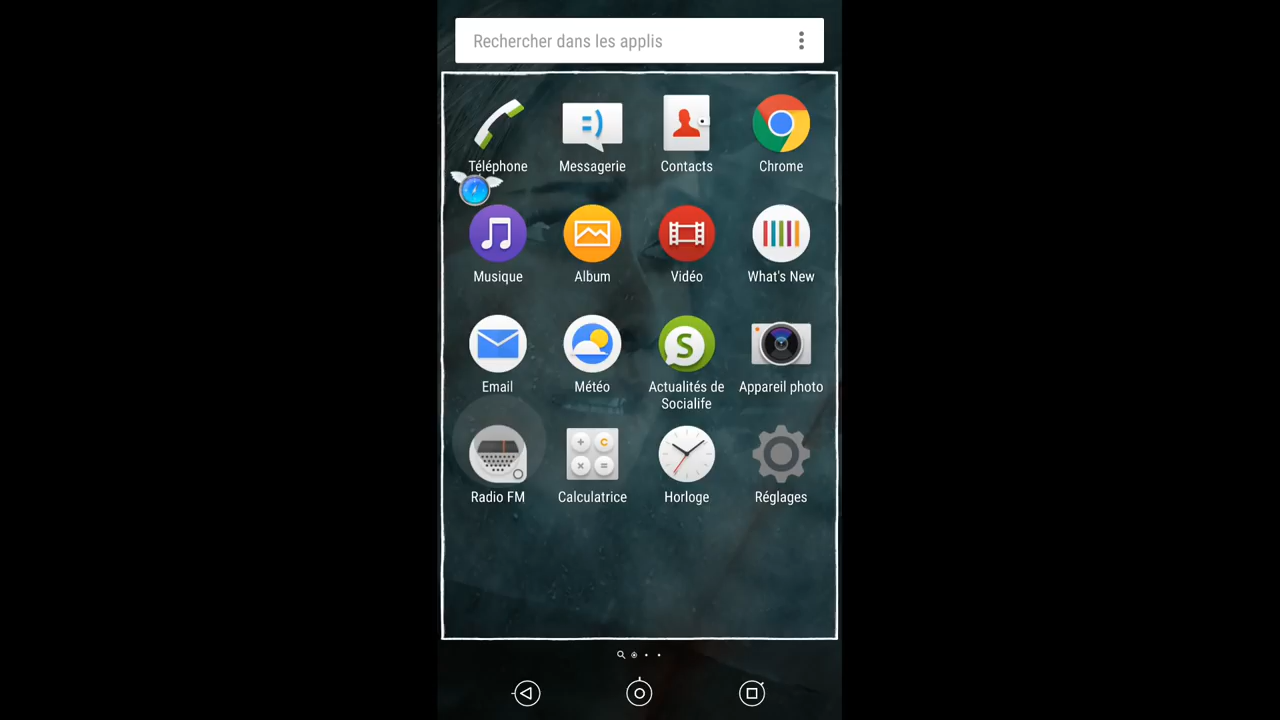 Rechercher dans les applis
Téléphone Messagerie Contacts Chrome
Musique Album Vidéo What's New
Email Météo Actualités de Socialife Appareil photo
Radio FM Calculatrice Horloge Réglages